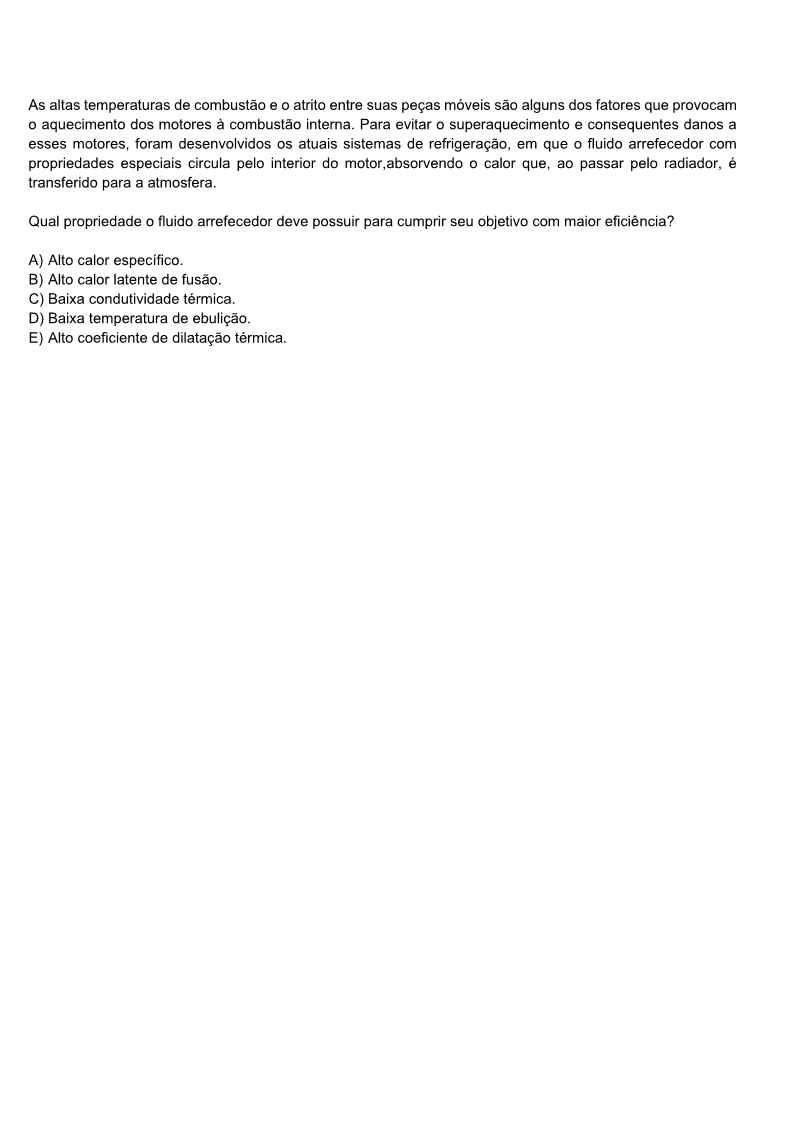 As altas temperaturas de combustão e o atrito entre suas peças móveis são alguns dos fatores que provocam
o aquecimento dos motores à combustão interna. Para evitar o superaquecimento e consequentes danos a
esses motores, foram desenvolvidos os atuais sistemas de refrigeração, em que o fluido arrefecedor com
propriedades especiais circula pelo interior do motor,absorvendo o calor que, ao passar pelo radiador, é
transferido para a atmosfera.
Qual propriedade o fluido arrefecedor deve possuir para cumprir seu objetivo com maior eficiência?
A) Alto calor específico.
B) Alto calor latente de fusão.
C) Baixa condutividade térmica.
D) Baixa temperatura de ebulição.
E) Alto coeficiente de dilatação térmica.